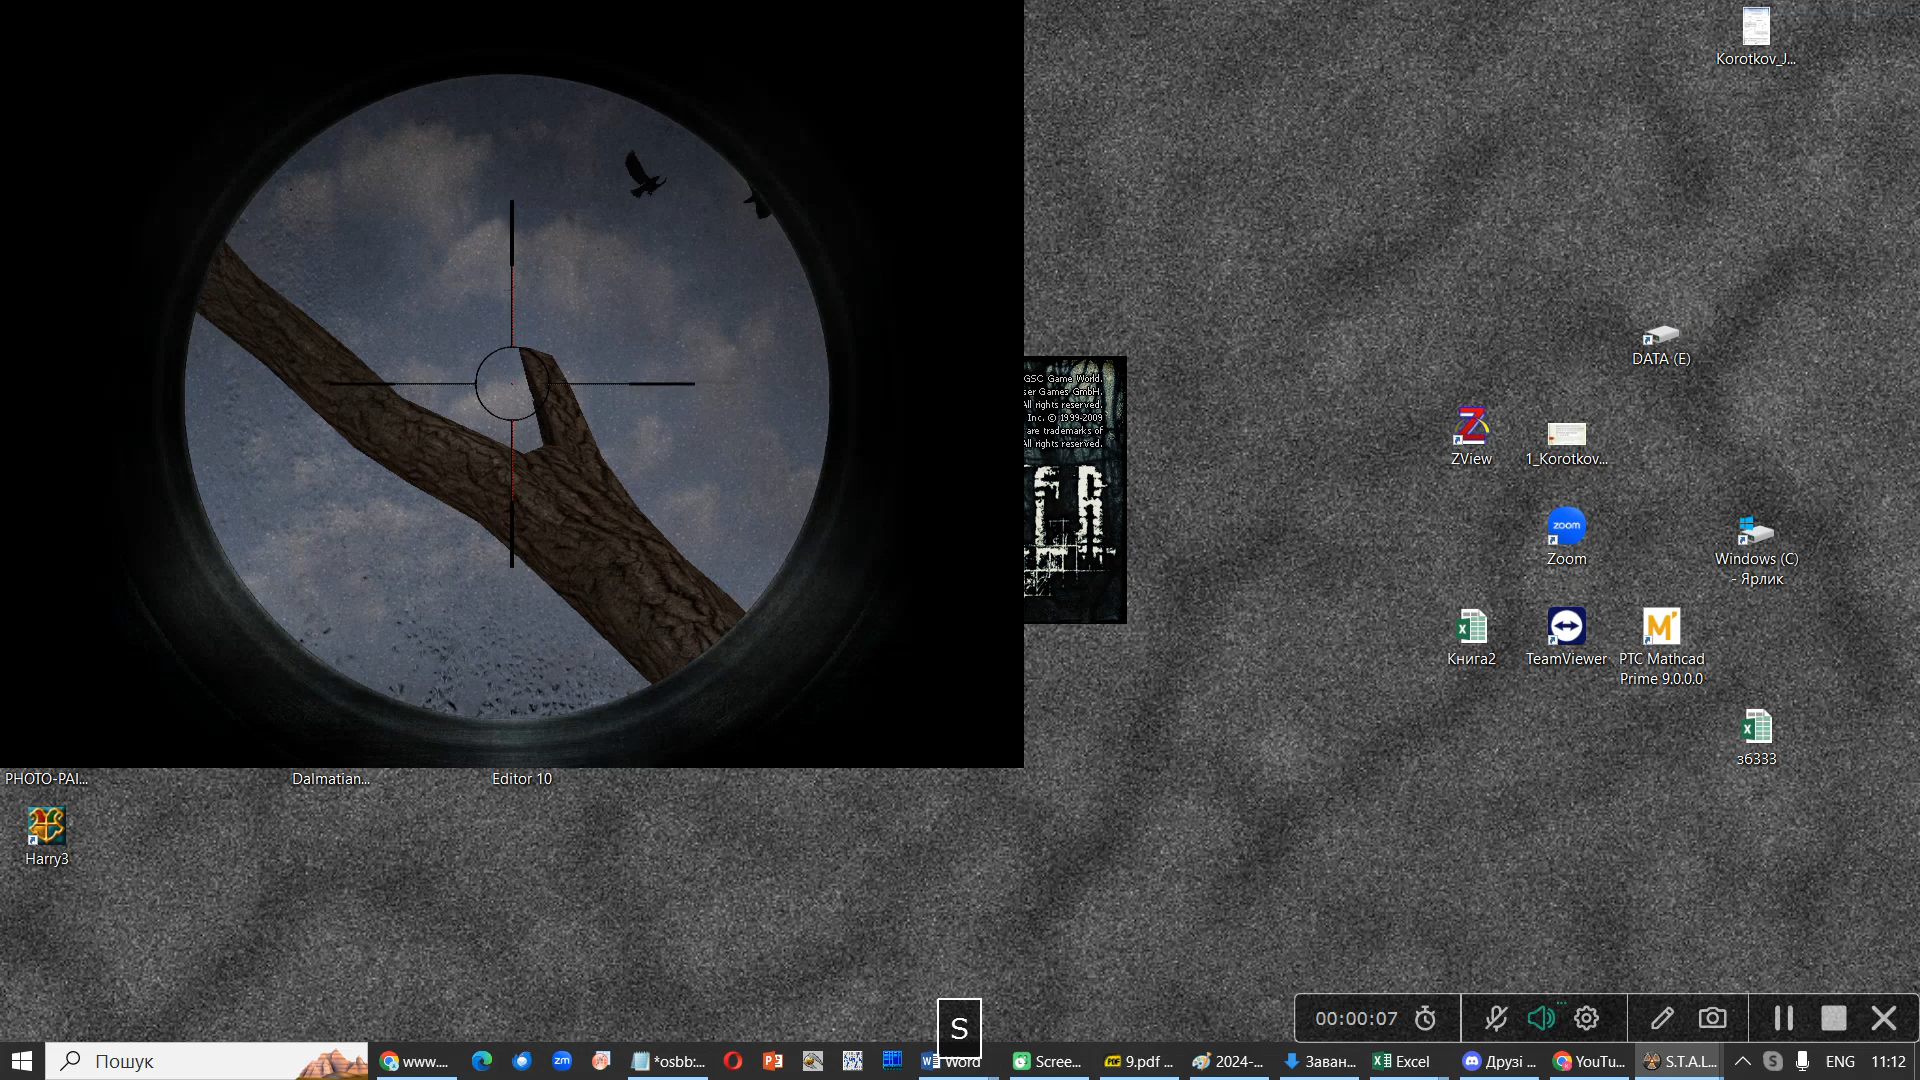 Korotkov_J...
DATA (E)
GSC Game World.
ser Games GmbH.
All rights reserved.
Inc. © 1999-2009
are trademarks of
All rights reserved.
ZView
1_Korotkov...
zoom
Zoom
Windows (C)
- Ярлик
Книга2
TeamViewer
PTC Mathcad
Prime 9.0.0.0
з6333
PHOTO-PAI...
Dalmatian...
Editor 10
Harry3
S
00:00:07
Пошук
www....
zm
*osbb:...
Word
Scree...
9.pdf ...
2024-...
Заван...
Excel
Друзі ...
YouTu...
S.T.A.L...
ENG
11:12